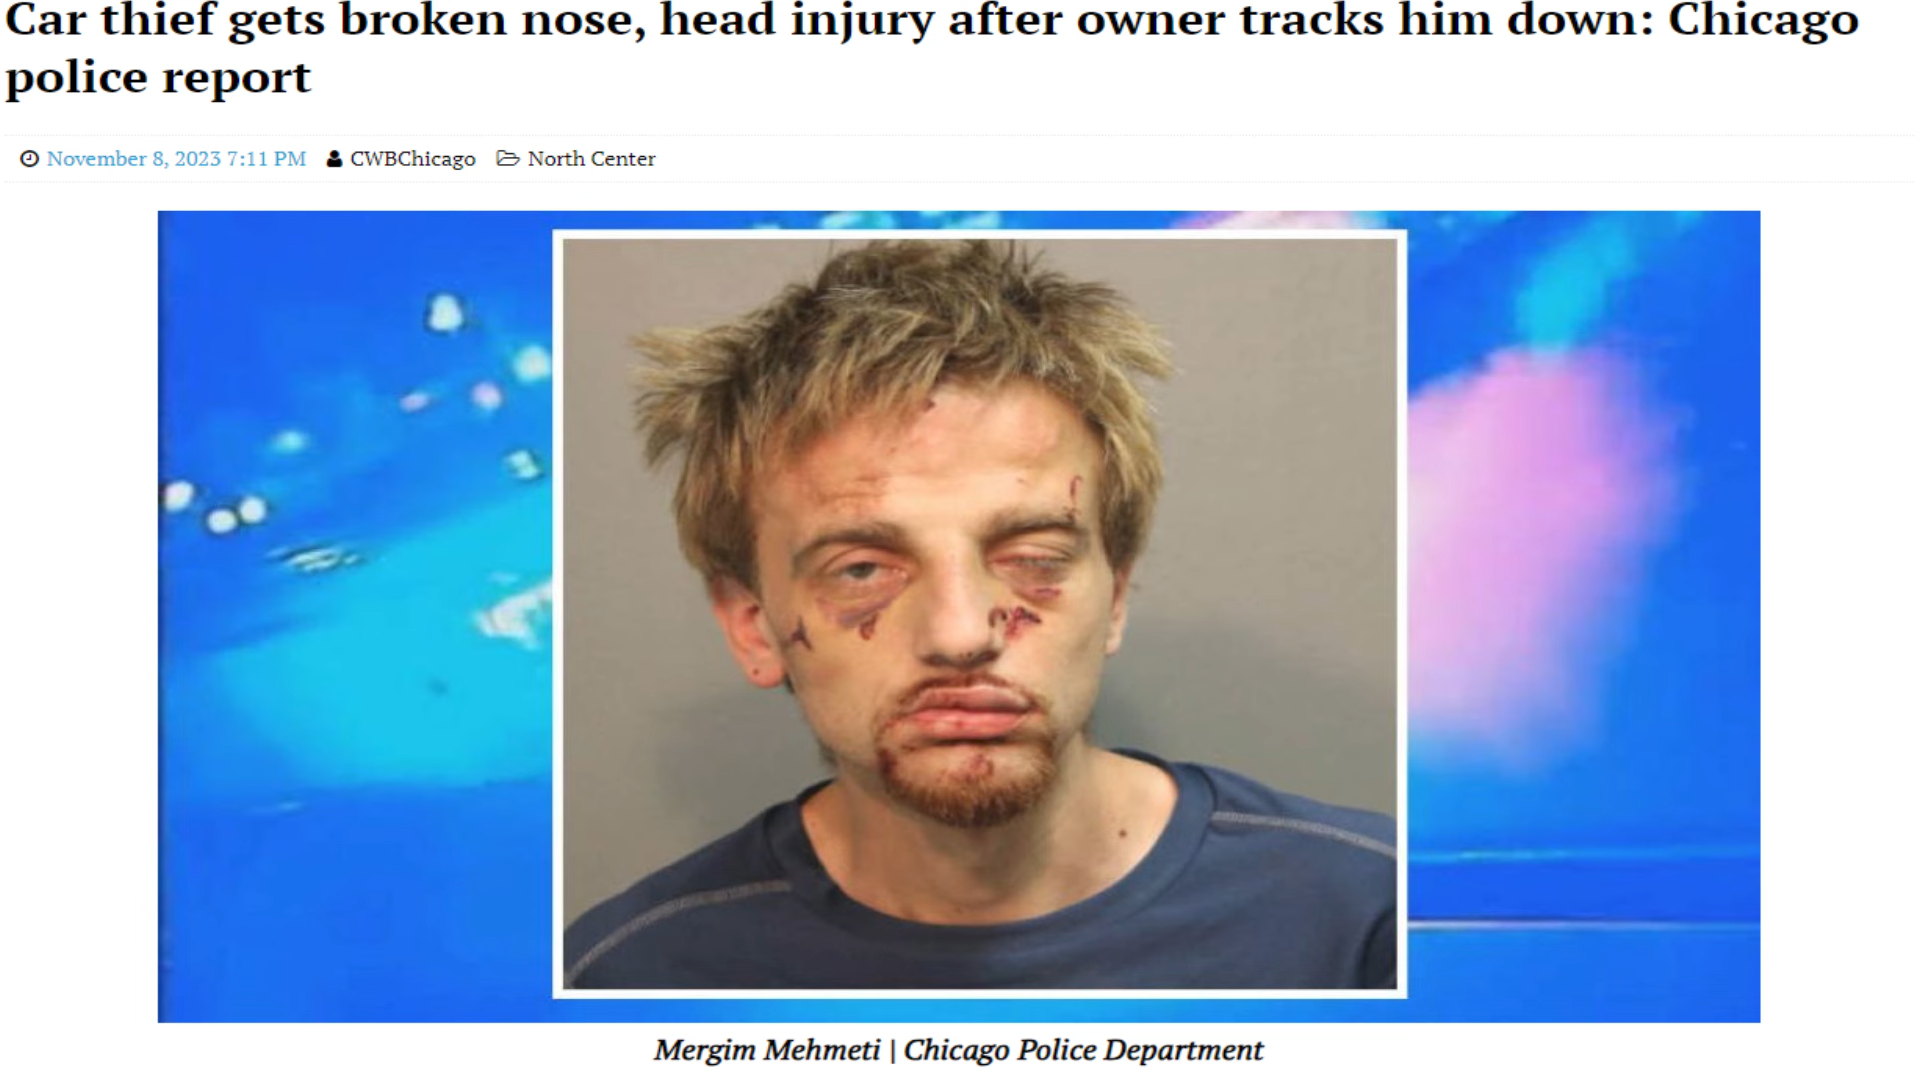 Car thief gets broken nose, head injury after owner tracks him down: Chicago
police report
November 8, 2023 7:11 PM CWBChicago North Center
Mergim Mehmeti | Chicago Police Department